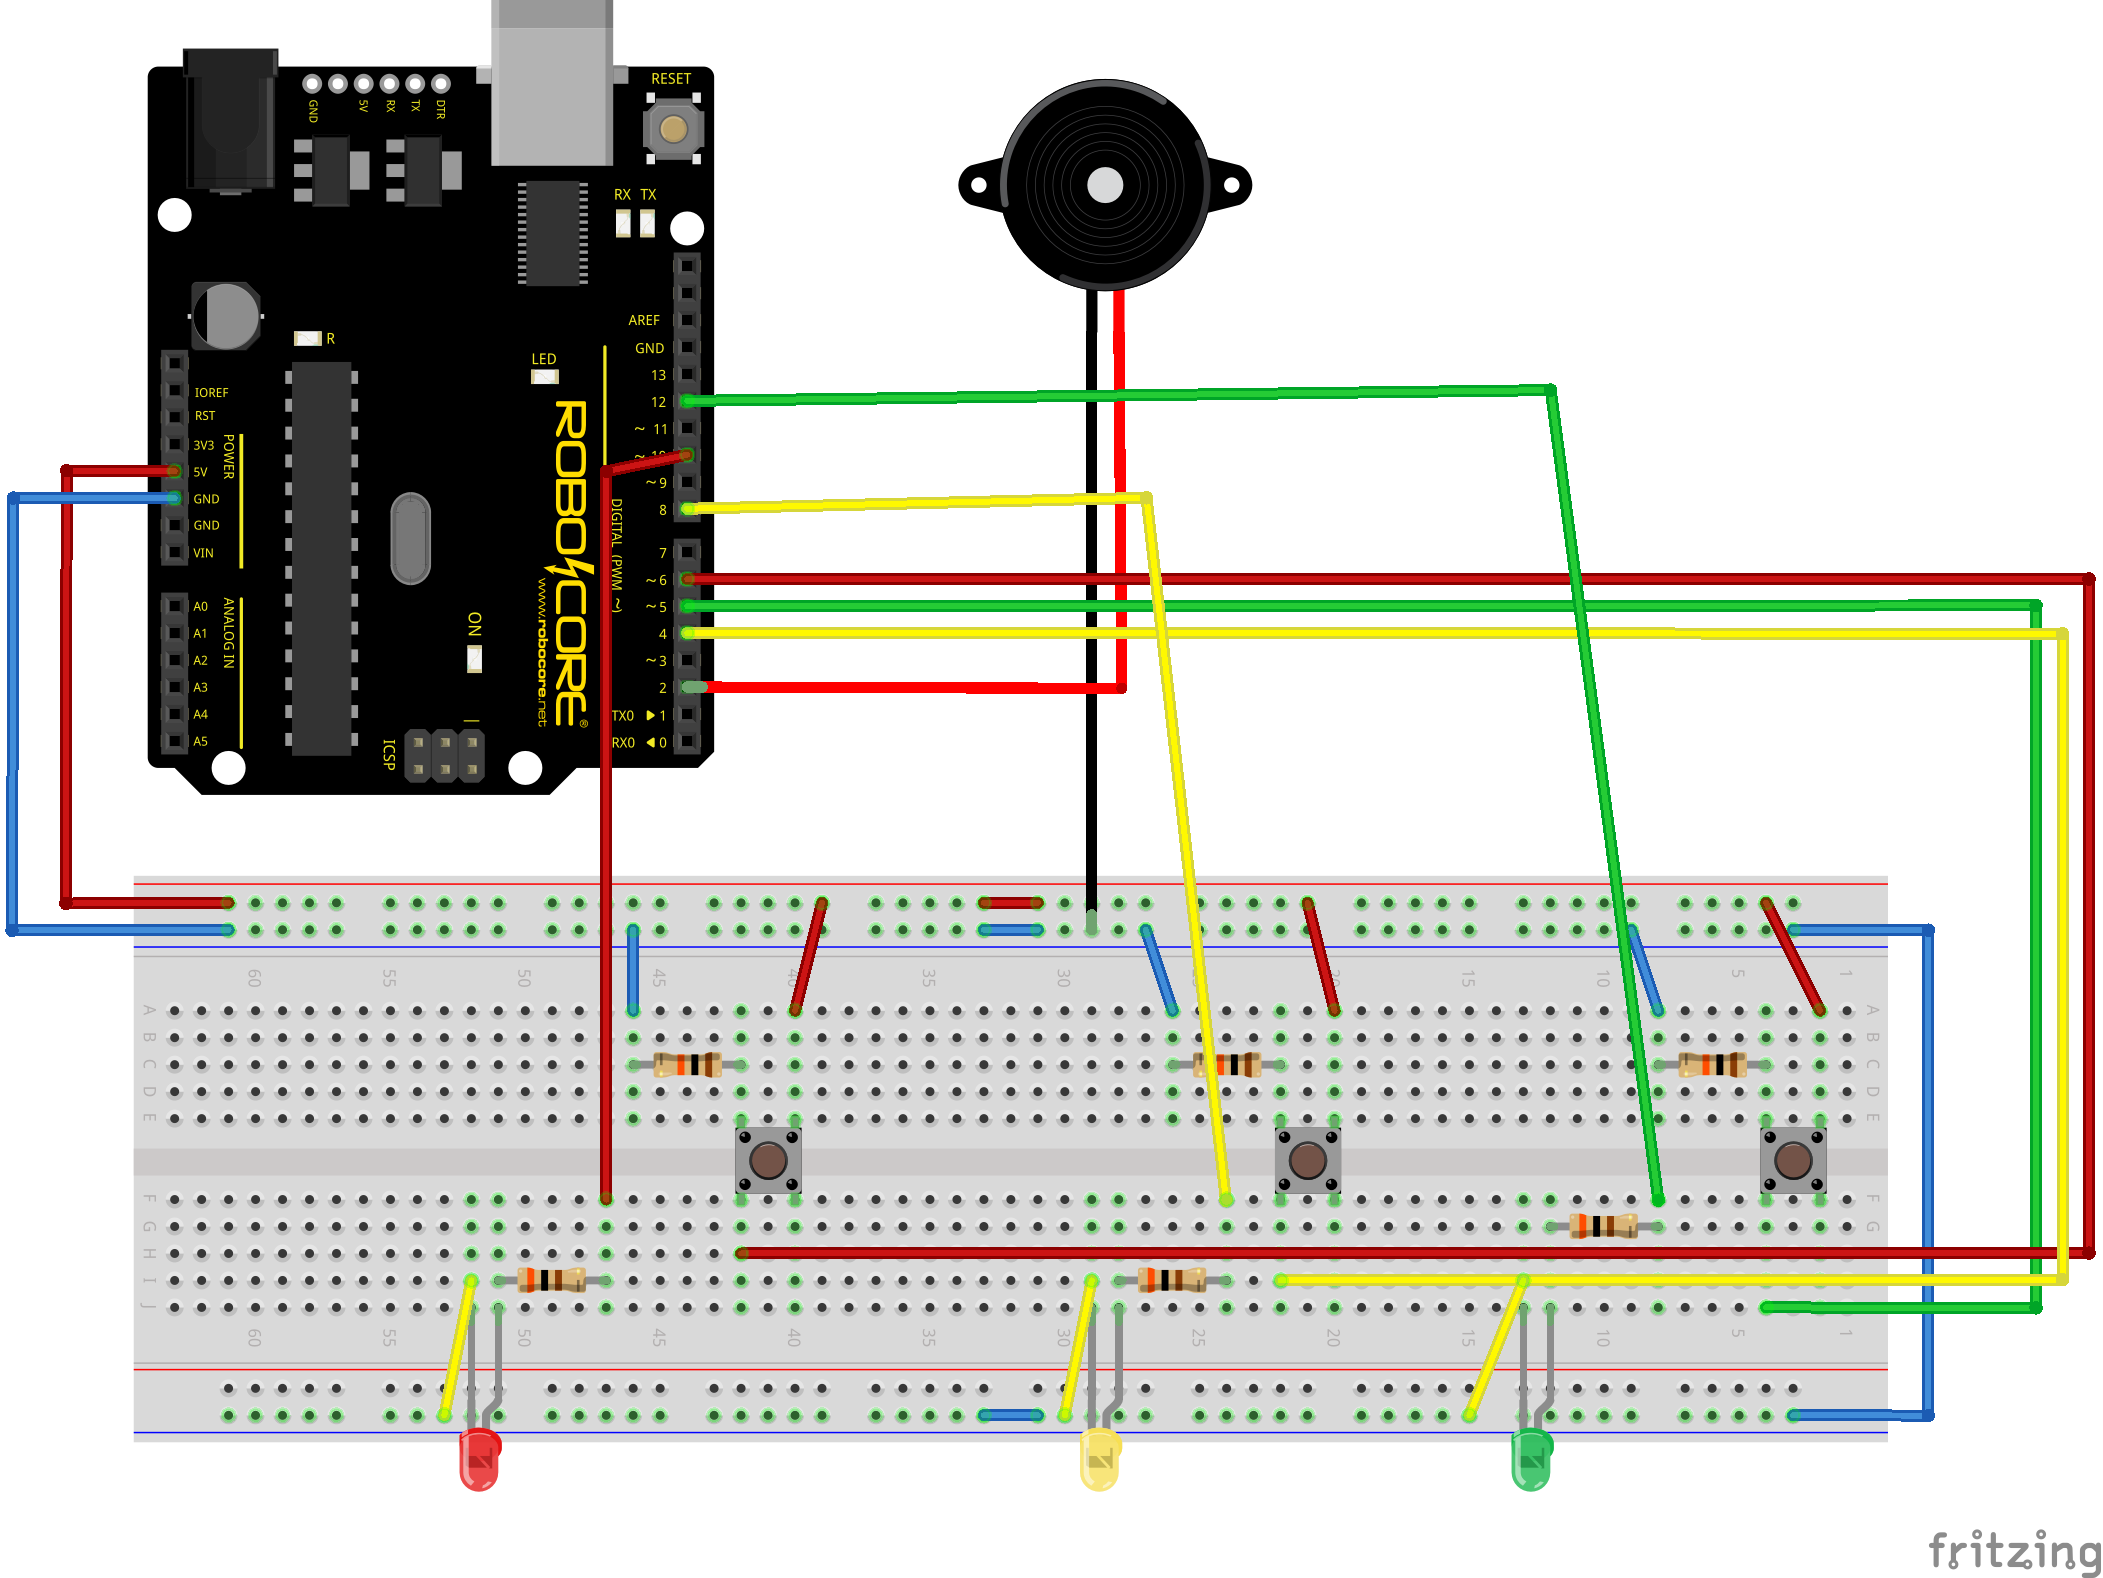 RESET
GND 5V RX TX DTR
RX TX
R
LED
AREF
GND
13
12
~ 11
~ 10
~ 9
8
7
~ 6
~ 5
4
~ 3
2
TX0 ▶ 1
RX0 ◀ 0
DIGITAL (PWM ~)
IOREF
RST
3V3
5V
GND
GND
VIN
POWER
A0
A1
A2
A3
A4
A5
ANALOG IN
ROBOCORE®
www.robocore.net
ON
ICSP
1
60 55 50 45 40 35 30 25 20 15 10 5 1
A A
B B
C C
D D
E E
F F
G G
H
I
J
60 55 50 45 40 35 30 25 20 15 10 5 1
fritzing